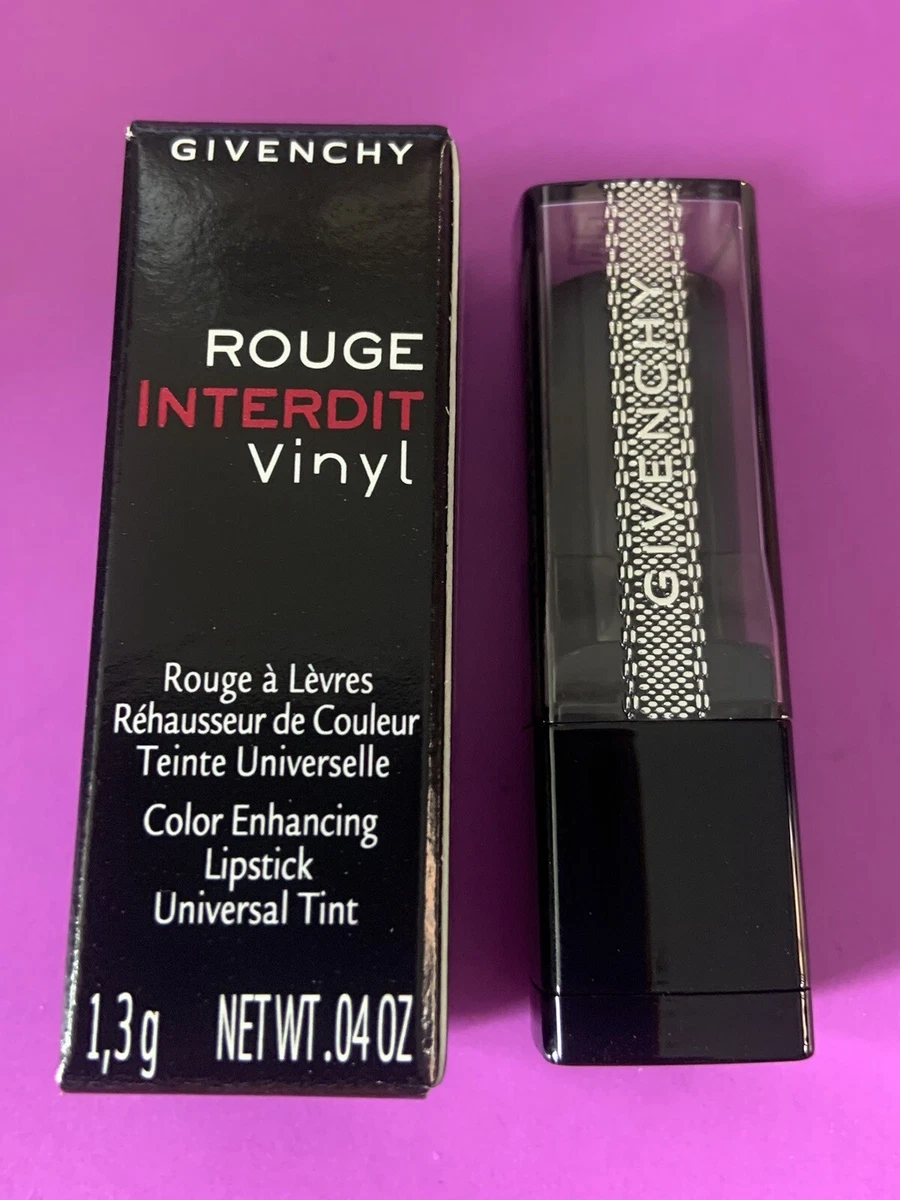 GIVENCHY
ROUGE
INTERDIT
Vinyl
Rouge à Lèvres
Réhausseur de Couleur
Teinte Universelle
Color Enhancing
Lipstick
Universal Tint
1,3 g NET WT .04 OZ
GIVENCHY